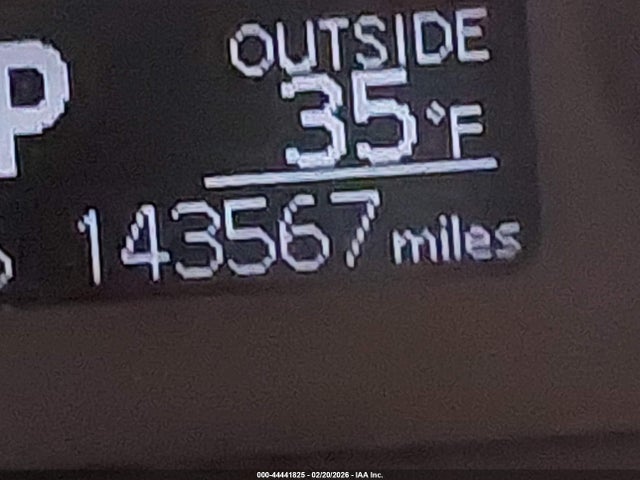 P
OUTSIDE
35°F
143567 miles
000-44441825 - 02/20/2026 - IAA Inc.